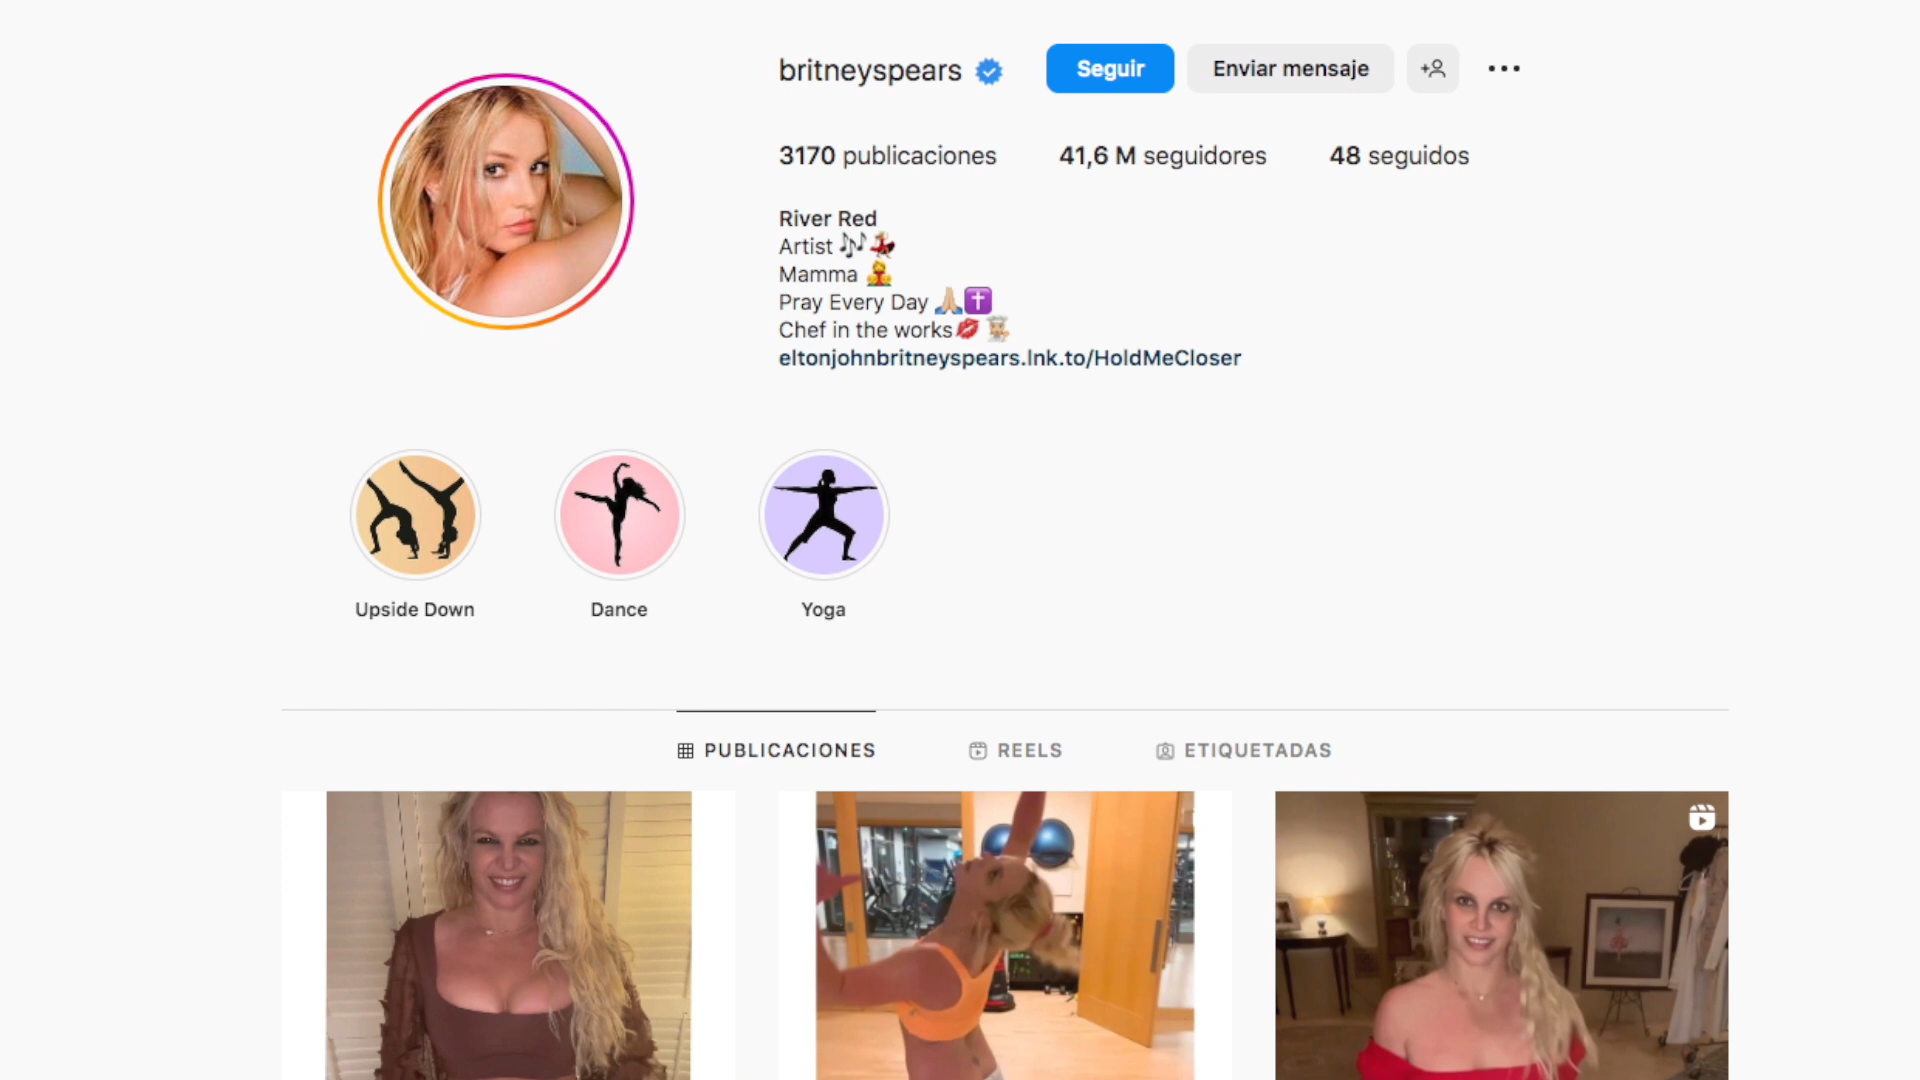 britneyspears
Seguir
Enviar mensaje
3170 publicaciones
41,6 M seguidores
48 seguidos
River Red
Artist 🎶💃
Mamma 👩‍👦‍👦
Pray Every Day 🙏🏼✝️
Chef in the works💋👩🏼‍🍳
eltonjohnbritneyspears.lnk.to/HoldMeCloser
Upside Down
Dance
Yoga
PUBLICACIONES
REELS
ETIQUETADAS